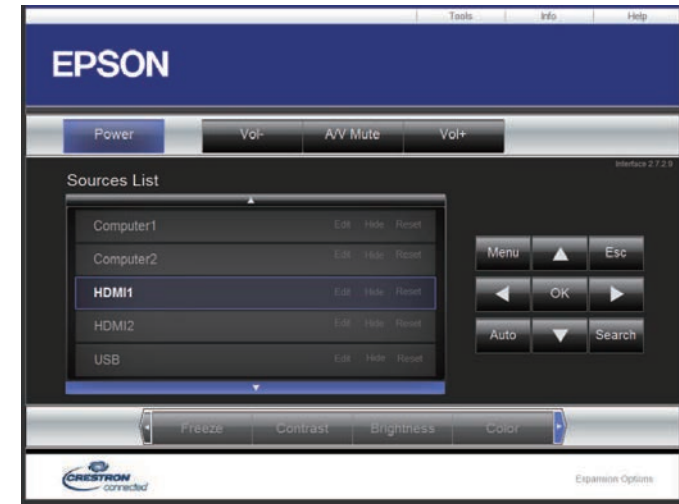 Tools Info Help
EPSON
Power Vol- A/V Mute Vol+
Interface 2.7.2.9
Sources List
Computer1 Edit Hide Reset
Computer2 Edit Hide Reset
HDMI1 Edit Hide Reset
HDMI2 Edit Hide Reset
USB Edit Hide Reset
Menu Esc
OK
Auto Search
Freeze Contrast Brightness Color
CRESTRON
connected
Expansion Options